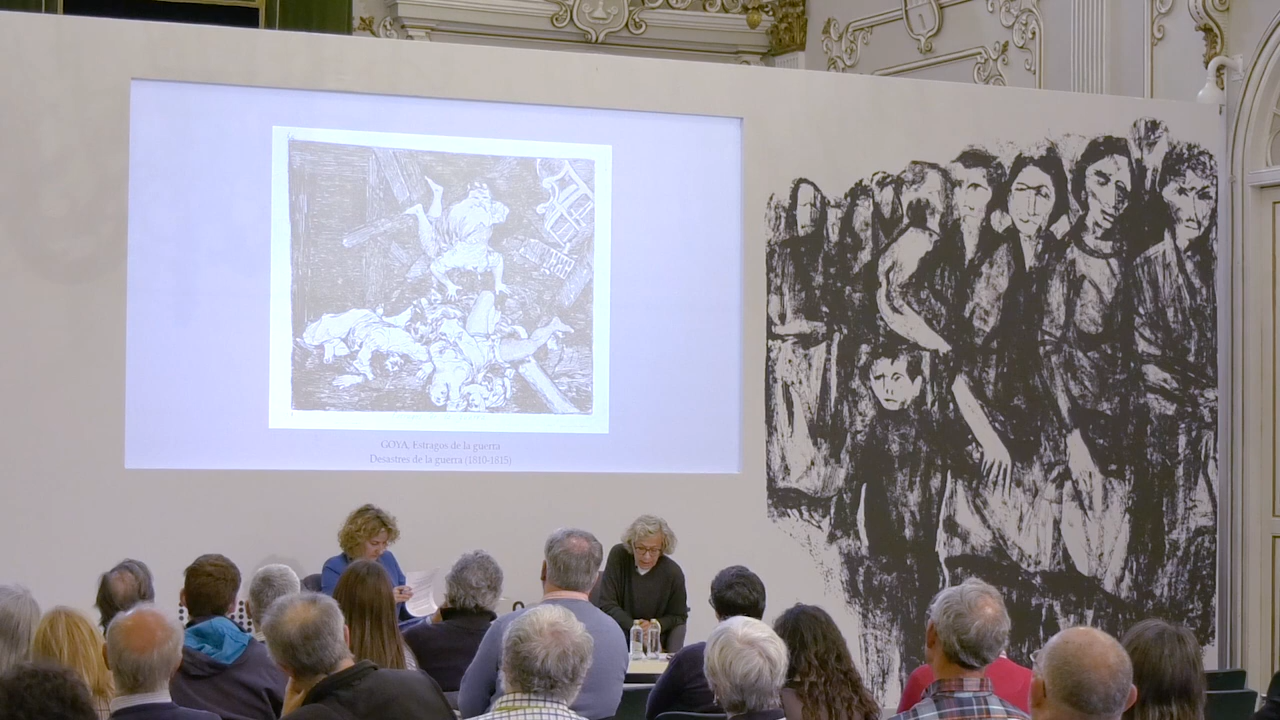 GOYA, Estragos de la guerra
Desastres de la guerra (1810-1815)